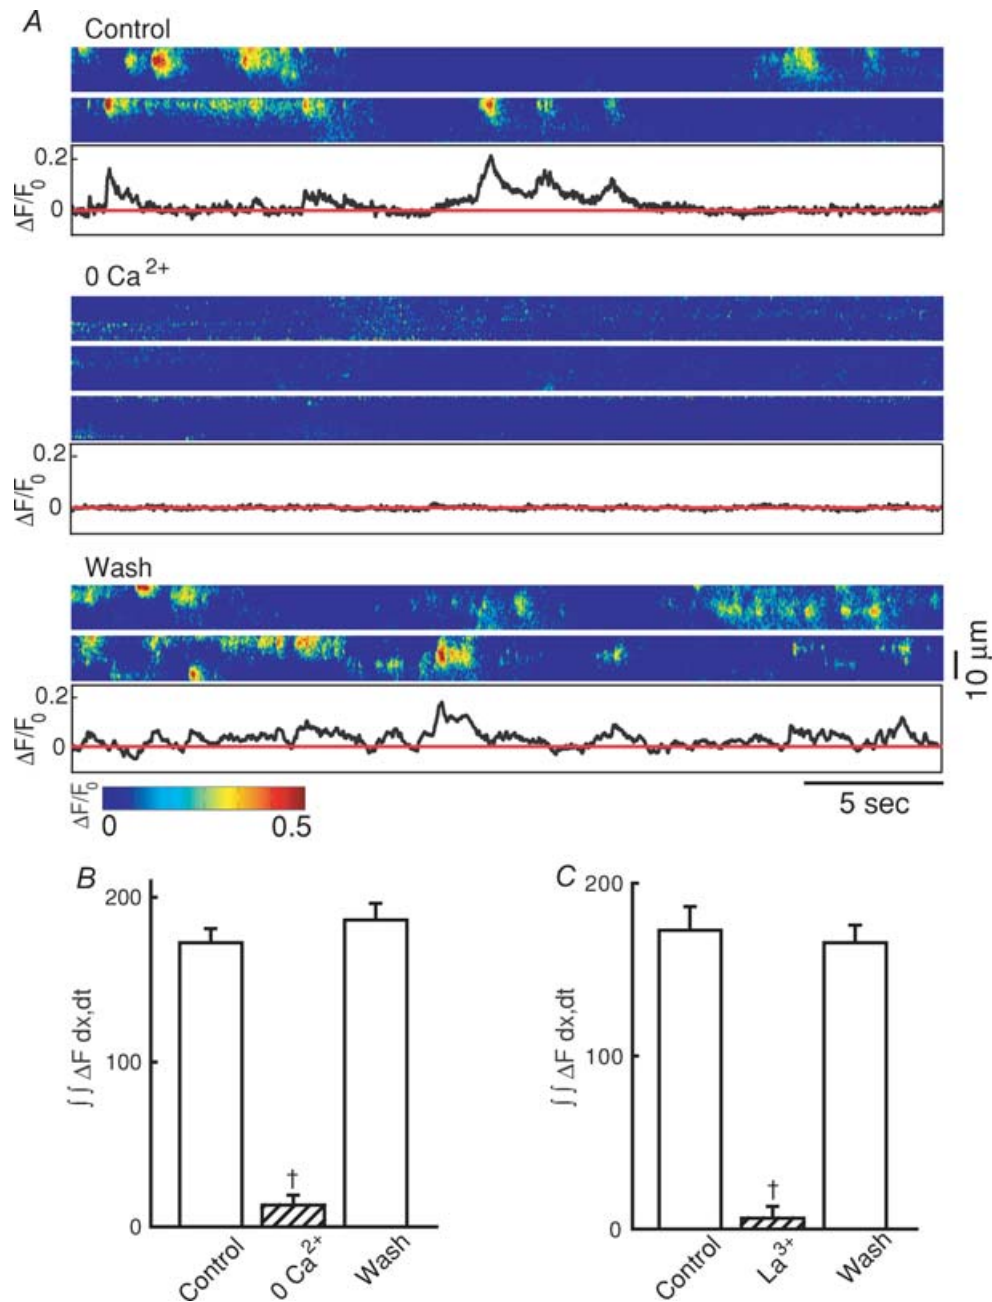 A
Control
ΔF/F₀
0.2
0
0 Ca²⁺
ΔF/F₀
0.2
0
Wash
10 μm
ΔF/F₀
0.2
0
ΔF/F₀
0
0.5
5 sec
B
∫ ∫ ΔF dx,dt
200
100
0
†
Control
0 Ca²⁺
Wash
C
∫ ∫ ΔF dx,dt
200
100
0
†
Control
La³⁺
Wash